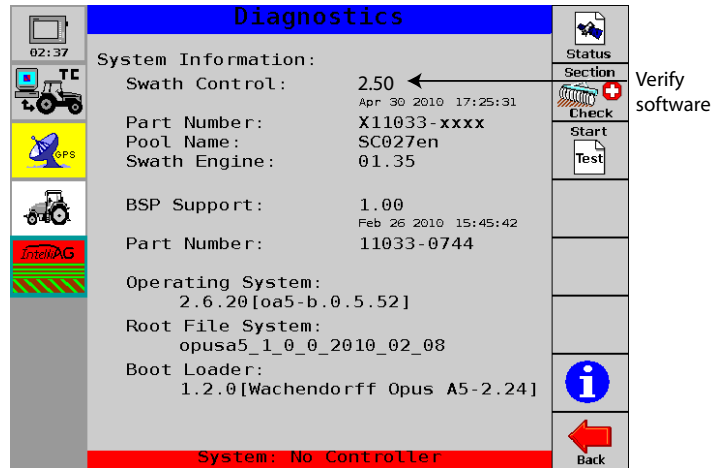 Diagnostics
02:37
TC
GPS
IntelliAG
System Information:
Swath Control: 2.50
Apr 30 2010 17:25:31
Part Number: X11033-xxxx
Pool Name: SC027en
Swath Engine: 01.35
BSP Support: 1.00
Feb 26 2010 15:45:42
Part Number: 11033-0744
Operating System:
2.6.20[oa5-b.0.5.52]
Root File System:
opusa5_1_0_0_2010_02_08
Boot Loader:
1.2.0[Wachendorff Opus A5-2.24]
System: No Controller
Status
Section
Check
Start
Test
i
Back
Verify
software